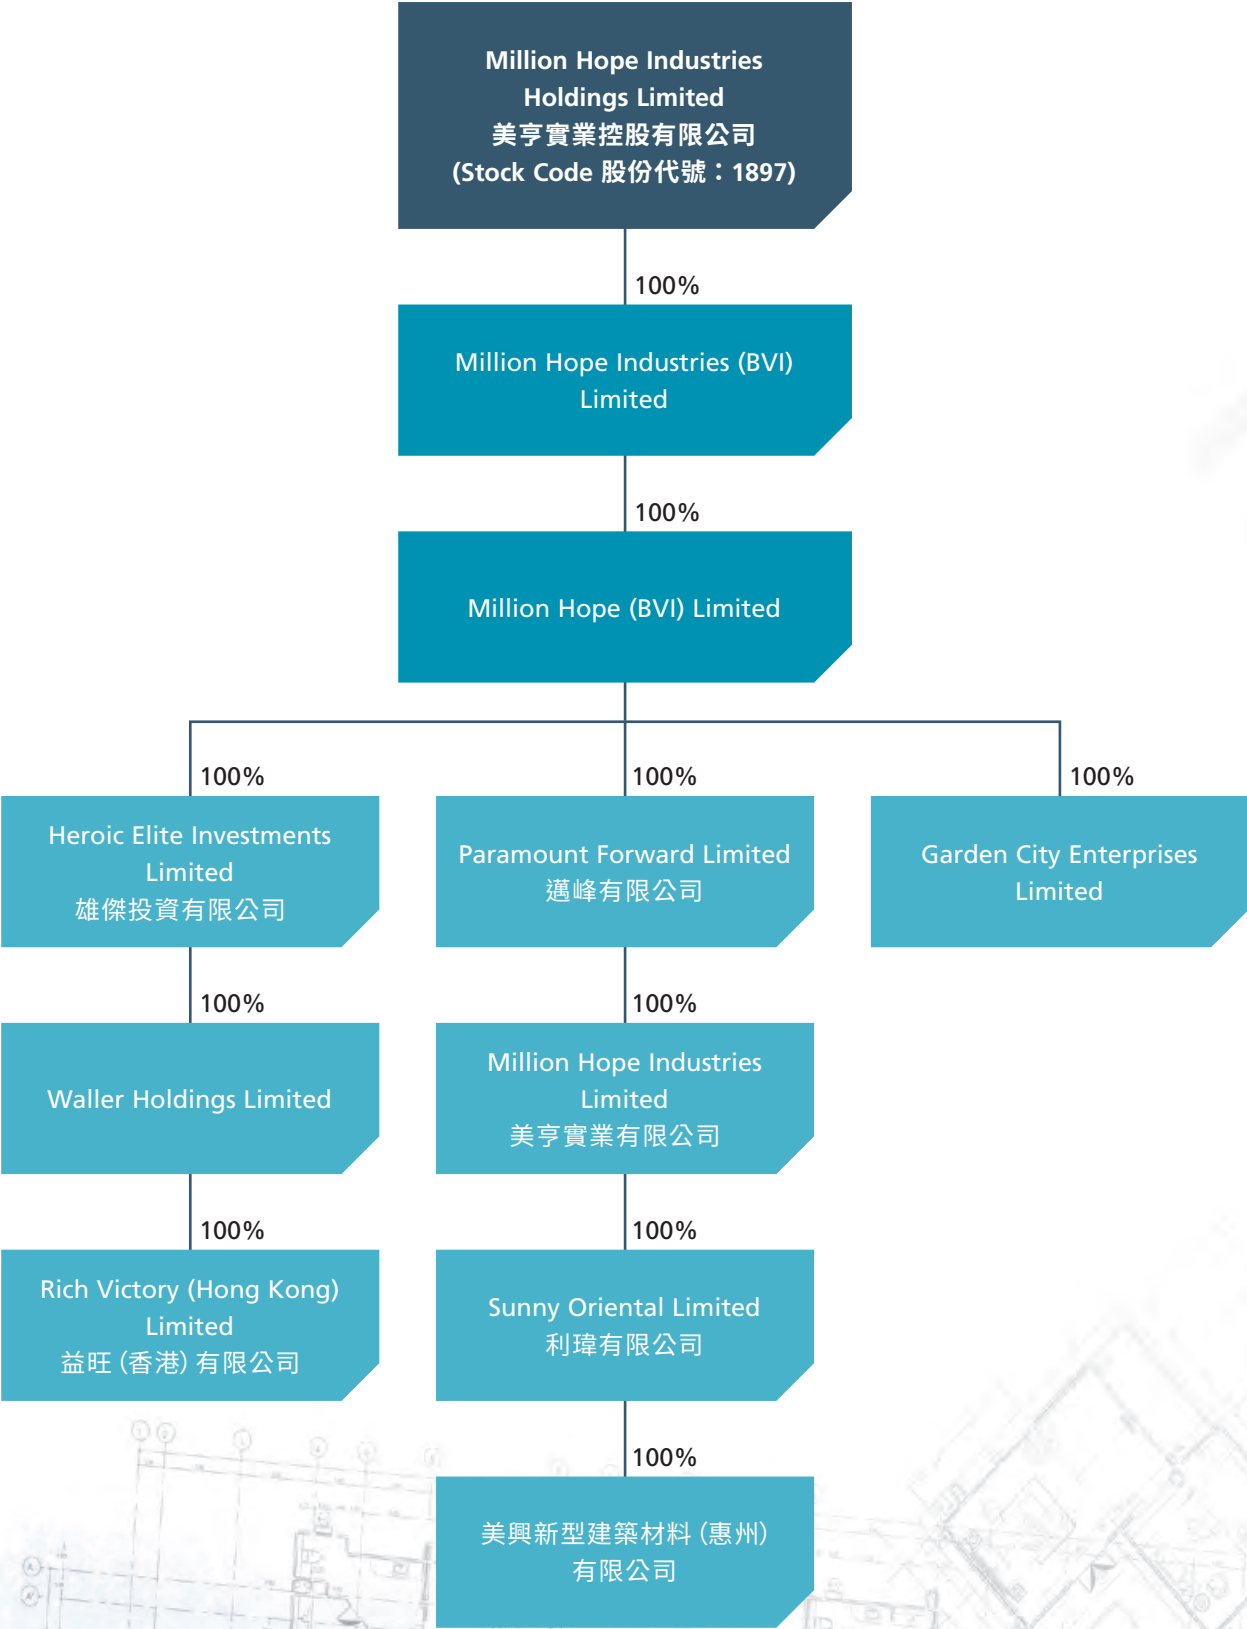 Million Hope Industries
Holdings Limited
美亨實業控股有限公司
(Stock Code 股份代號：1897)
100%
Million Hope Industries (BVI)
Limited
100%
Million Hope (BVI) Limited
100%
100%
100%
Heroic Elite Investments
Limited
雄傑投資有限公司
Paramount Forward Limited
邁峰有限公司
Garden City Enterprises
Limited
100%
100%
Waller Holdings Limited
Million Hope Industries
Limited
美亨實業有限公司
100%
100%
Rich Victory (Hong Kong)
Limited
益旺（香港）有限公司
Sunny Oriental Limited
利瑋有限公司
100%
美興新型建築材料（惠州）
有限公司